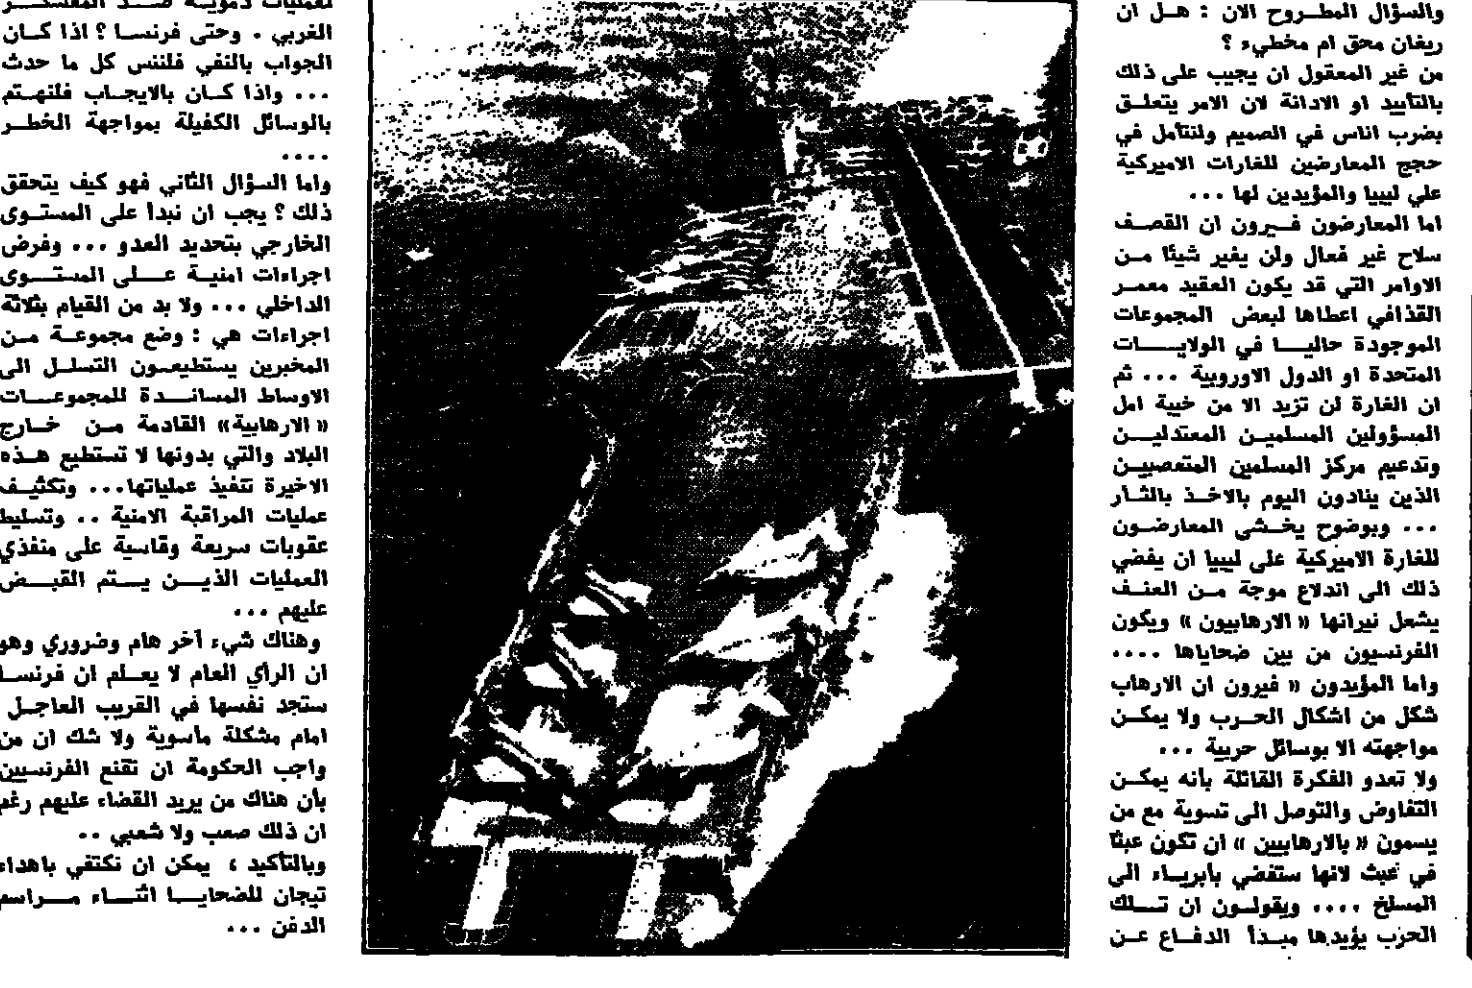 والسؤال المطروح الان : هل ان
ريغان محق ام مخطيء ؟
من غير المعقول ان يجيب على ذلك
بالتأييد او الادانة لان الامر يتعلق
بضرب اناس في الصميم ولنتأمل في
حجج المعارضين للغارات الاميركية
علي ليبيا والمؤيدين لها ...
اما المعارضون فيرون ان القصف
سلاح غير فعال ولن يغير شيئا من
الاوامر التي قد يكون العقيد معمر
القذافي اعطاها لبعض المجموعات
الموجودة حاليا في الولايات
المتحدة او الدول الاوروبية ... ثم
ان الغارة لن تزيد الا من خيبة امل
المسؤولين المسلمين المعتدلين
وتدعيم مركز المسلمين المتعصبين
الذين ينادون اليوم بالاخذ بالثأر
... وبوضوح يخشى المعارضون
للغارة الاميركية على ليبيا ان يفضي
ذلك الى اندلاع موجة من العنف
يشعل نيرانها « الارهابيون » ويكون
الفرنسيون من بين ضحاياها ....
واما المؤيدون « فيرون ان الارهاب
شكل من اشكال الحرب ولا يمكن
مواجهته الا بوسائل حربية ...
ولا تعدو الفكرة القائلة بأنه يمكن
التفاوض والتوصل الى تسوية مع من
يسمون « بالارهابيين » ان تكون عبثا
في عبث لانها ستفضي بأبرياء الى
المسلخ .... ويقولون ان تلك
الحرب يؤيدها مبدأ الدفاع عن
لعمليات دموية ضد المعسكر
الغربي . وحتى فرنسا ؟ اذا كان
الجواب بالنفي فلننس كل ما حدث
... واذا كان بالايجاب فلنهتم
بالوسائل الكفيلة بمواجهة الخطر
....
واما السؤال الثاني فهو كيف يتحقق
ذلك ؟ يجب ان نبدأ على المستوى
الخارجي بتحديد العدو ... وفرض
اجراءات امنية على المستوى
الداخلي ... ولا بد من القيام بثلاثة
اجراءات هي : وضع مجموعة من
المخبرين يستطيعون التسلل الى
الاوساط المساندة للمجموعات
« الارهابية» القادمة من خارج
البلاد والتي بدونها لا تستطيع هذه
الاخيرة تنفيذ عملياتها... وتكثيف
عمليات المراقبة الامنية .. وتسليط
عقوبات سريعة وقاسية على منفذي
العمليات الذين يتم القبض
عليهم ...
وهناك شيء آخر هام وضروري وهو
ان الرأي العام لا يعلم ان فرنسا
ستجد نفسها في القريب العاجل
امام مشكلة مأسوية ولا شك ان من
واجب الحكومة ان تقنع الفرنسيين
بأن هناك من يريد القضاء عليهم رغم
ان ذلك صعب ولا شعبي ..
وبالتأكيد ، يمكن ان نكتفي باهداء
تيجان للضحايا اثناء مراسم
الدفن ...